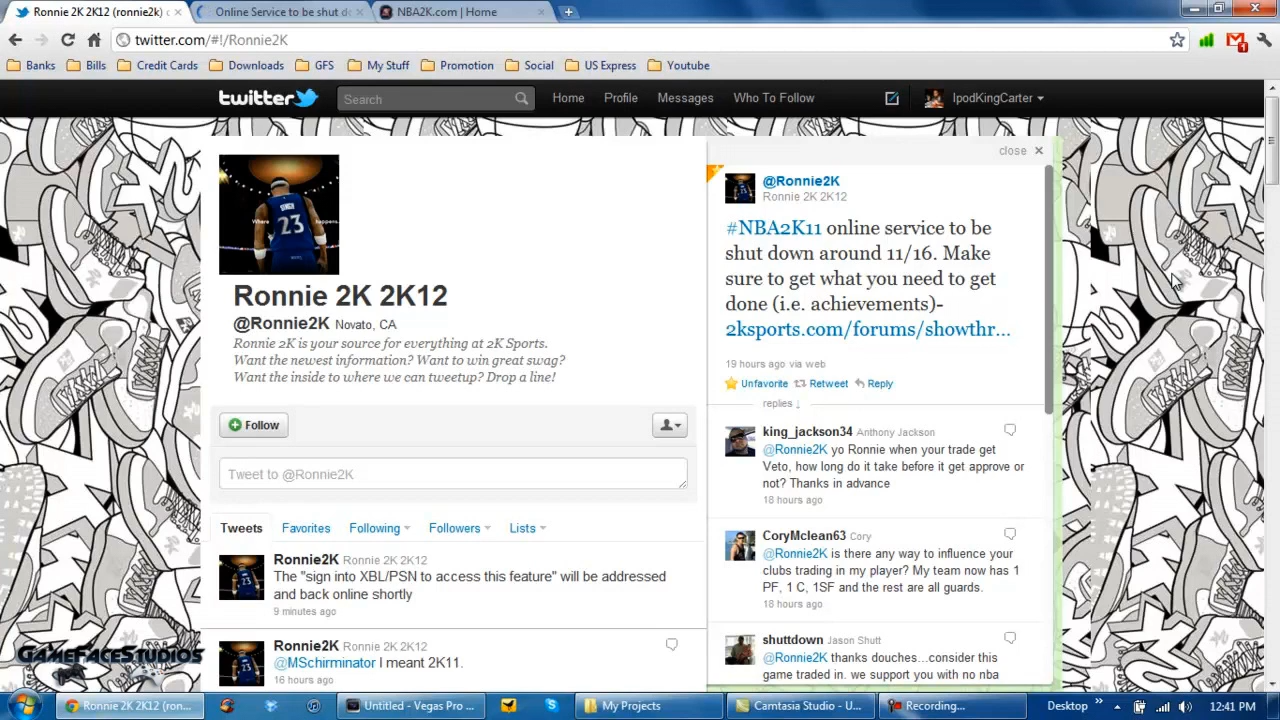 Ronnie 2K 2K12 (ronnie2k)
Online Service to be shut d
NBA2K.com | Home
twitter.com/#!/Ronnie2K
1
Banks Bills Credit Cards Downloads GFS My Stuff Promotion Social US Express Youtube
twitter
Search
Home Profile Messages Who To Follow
IpodKingCarter
close
@Ronnie2K
Ronnie 2K 2K12
#NBA2K11 online service to be
shut down around 11/16. Make
sure to get what you need to get
done (i.e. achievements)-
2ksports.com/forums/showthr...
19 hours ago via web
Unfavorite Retweet Reply
replies ↓
king_jackson34 Anthony Jackson
@Ronnie2K yo Ronnie when your trade get
Veto, how long do it take before it get approve or
not? Thanks in advance
18 hours ago
CoryMclean63 Cory
@Ronnie2K is there any way to influence your
clubs trading in my player? My team now has 1
PF, 1 C, 1SF and the rest are all guards.
18 hours ago
shuttdown Jason Shutt
@Ronnie2K thanks douches...consider this
game traded in. we support you with no nba
Where happens.
23
Ronnie 2K 2K12
@Ronnie2K Novato, CA
Ronnie 2K is your source for everything at 2K Sports.
Want the newest information? Want to win great swag?
Want the inside to where we can tweetup? Drop a line!
Follow
Tweet to @Ronnie2K
Tweets Favorites Following Followers Lists
Ronnie2K Ronnie 2K 2K12
The "sign into XBL/PSN to access this feature" will be addressed
and back online shortly
9 minutes ago
Ronnie2K Ronnie 2K 2K12
@MSchirminator I meant 2K11.
16 hours ago
GameFaceStudios
Ronnie 2K 2K12 (ron...
Untitled - Vegas Pro ...
My Projects
Camtasia Studio - U...
Recording...
Desktop
12:41 PM